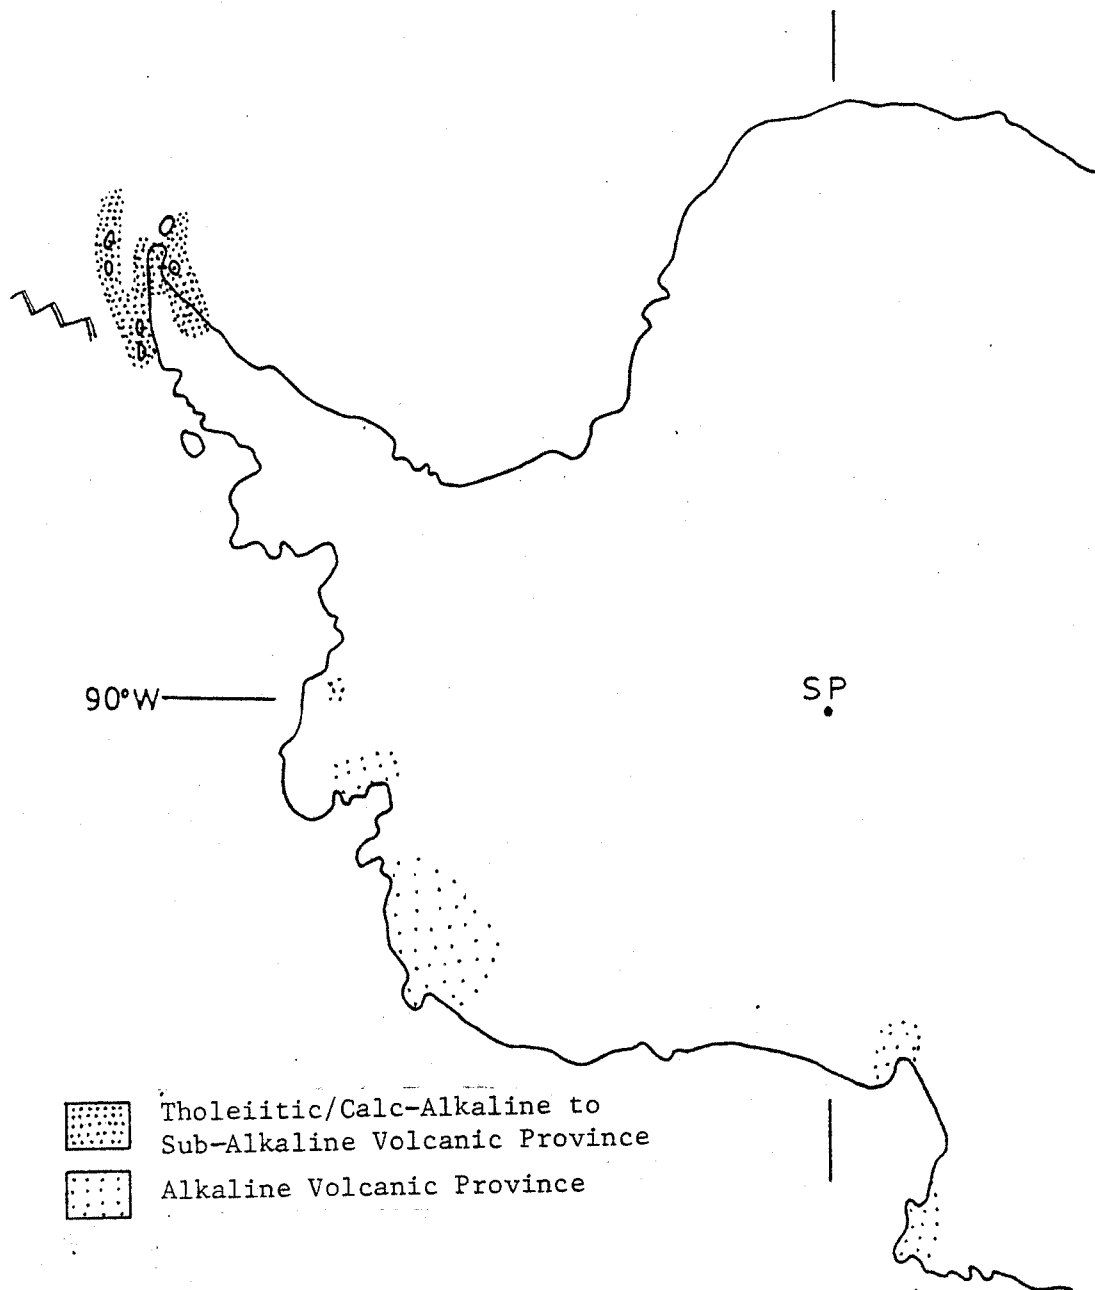 90°W
SP
Tholeiitic/Calc-Alkaline to
Sub-Alkaline Volcanic Province
Alkaline Volcanic Province